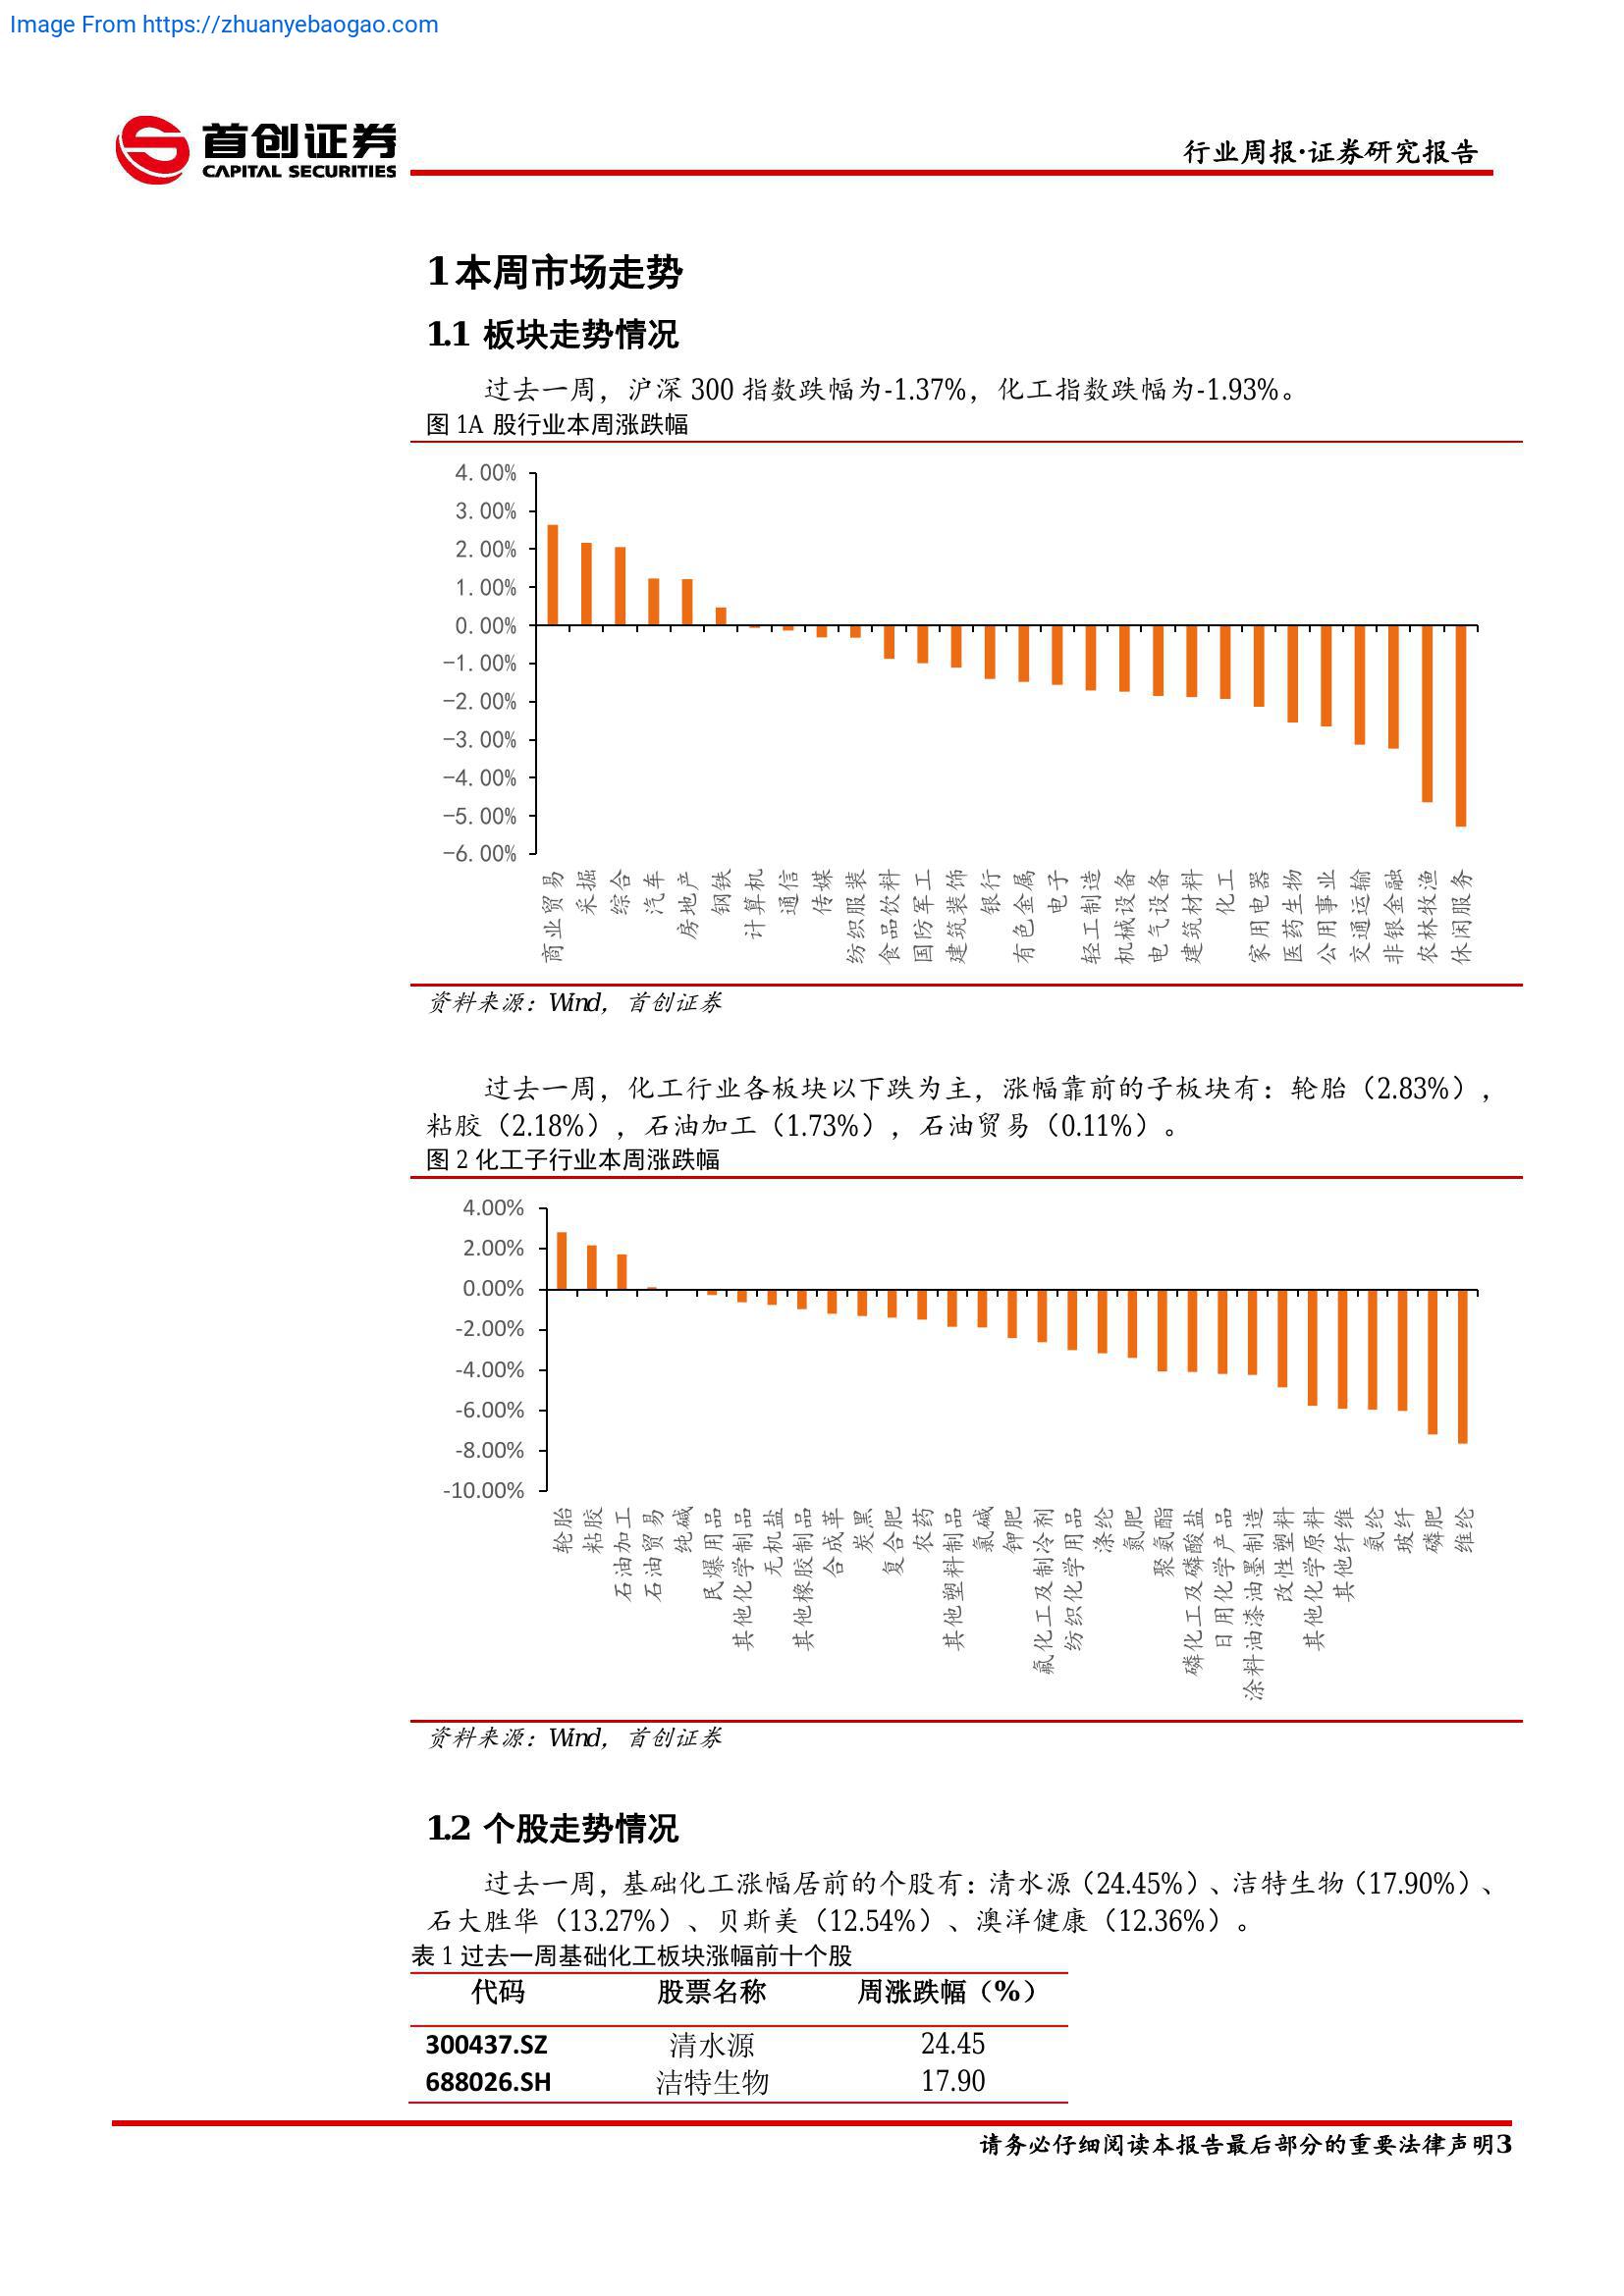 Image From https://zhuanyebaogao.com
首创证券
CAPITAL SECURITIES
行业周报·证券研究报告
1 本周市场走势
1.1 板块走势情况
过去一周，沪深 300 指数跌幅为-1.37%，化工指数跌幅为-1.93%。
图 1A 股行业本周涨跌幅
4.00%
3.00%
2.00%
1.00%
0.00%
-1.00%
-2.00%
-3.00%
-4.00%
-5.00%
-6.00%
商业贸易
采掘
综合
汽车
房地产
钢铁
计算机
通信
传媒
纺织服装
食品饮料
国防军工
建筑装饰
银行
有色金属
电子
轻工制造
机械设备
电气设备
建筑材料
化工
家用电器
医药生物
公用事业
交通运输
非银金融
农林牧渔
休闲服务
资料来源：Wind，首创证券
过去一周，化工行业各板块以下跌为主，涨幅靠前的子板块有：轮胎（2.83%），
粘胶（2.18%），石油加工（1.73%），石油贸易（0.11%）。
图 2 化工子行业本周涨跌幅
4.00%
2.00%
0.00%
-2.00%
-4.00%
-6.00%
-8.00%
-10.00%
轮胎
粘胶
石油加工
石油贸易
纯碱
民爆用品
其他化学制品
无机盐
其他橡胶制品
合成革
炭黑
复合肥
农药
其他塑料制品
氯碱
钾肥
氟化工及制冷剂
纺织化学用品
涤纶
氮肥
聚氨酯
磷化工及磷酸盐
日用化学产品
涂料油漆油墨制造
改性塑料
其他化学原料
其他纤维
氨纶
玻纤
磷肥
维纶
资料来源：Wind，首创证券
1.2 个股走势情况
过去一周，基础化工涨幅居前的个股有：清水源（24.45%）、洁特生物（17.90%）、
石大胜华（13.27%）、贝斯美（12.54%）、澳洋健康（12.36%）。
表 1 过去一周基础化工板块涨幅前十个股
代码 股票名称 周涨跌幅（%）
300437.SZ 清水源 24.45
688026.SH 洁特生物 17.90
请务必仔细阅读本报告最后部分的重要法律声明3